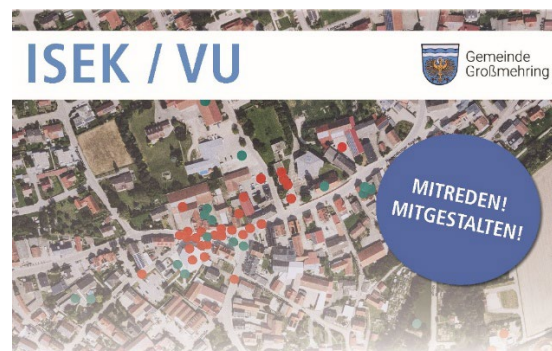 ISEK / VU
Gemeinde
Großmehring
MITREDEN!
MITGESTALTEN!